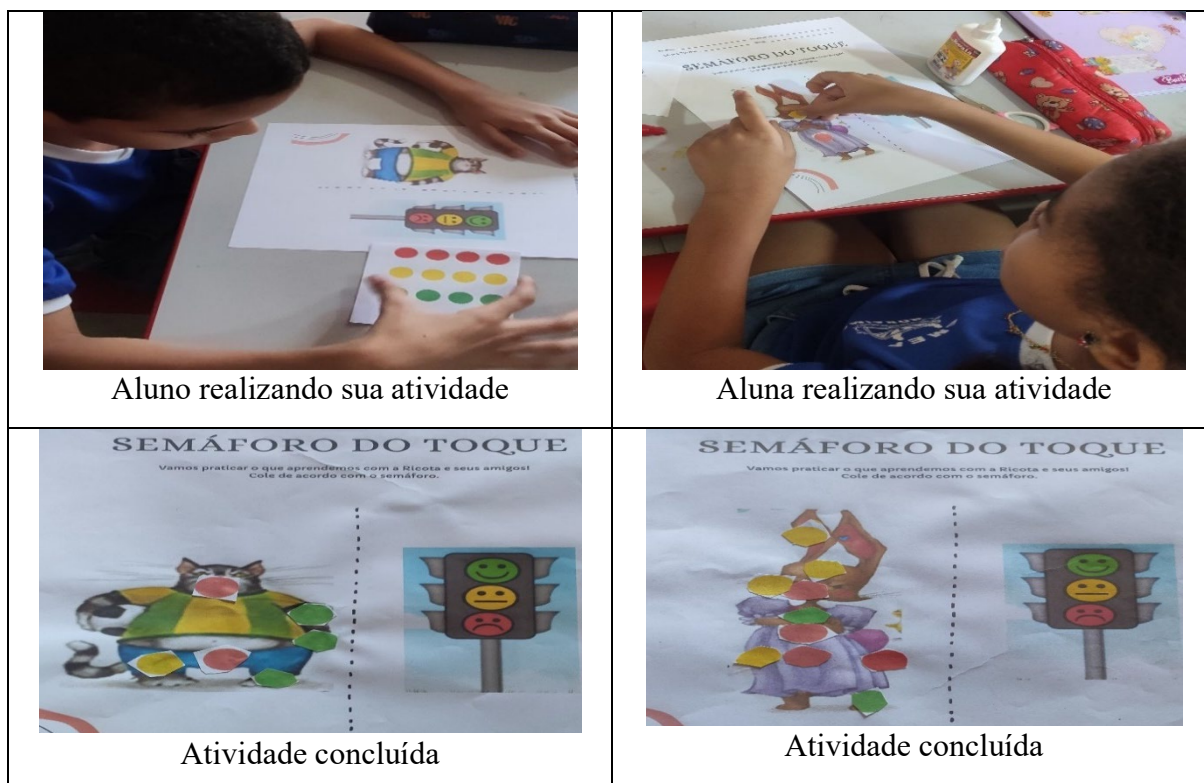 SEMÁFORO DO TOQUE
Aluno realizando sua atividade
Aluna realizando sua atividade
SEMÁFORO DO TOQUE
Vamos praticar o que aprendemos com a Ricota e seus amigos!
Cole de acordo com o semáforo.
SEMÁFORO DO TOQUE
Vamos praticar o que aprendemos com a Ricota e seus amigos!
Cole de acordo com o semáforo.
Atividade concluída
Atividade concluída